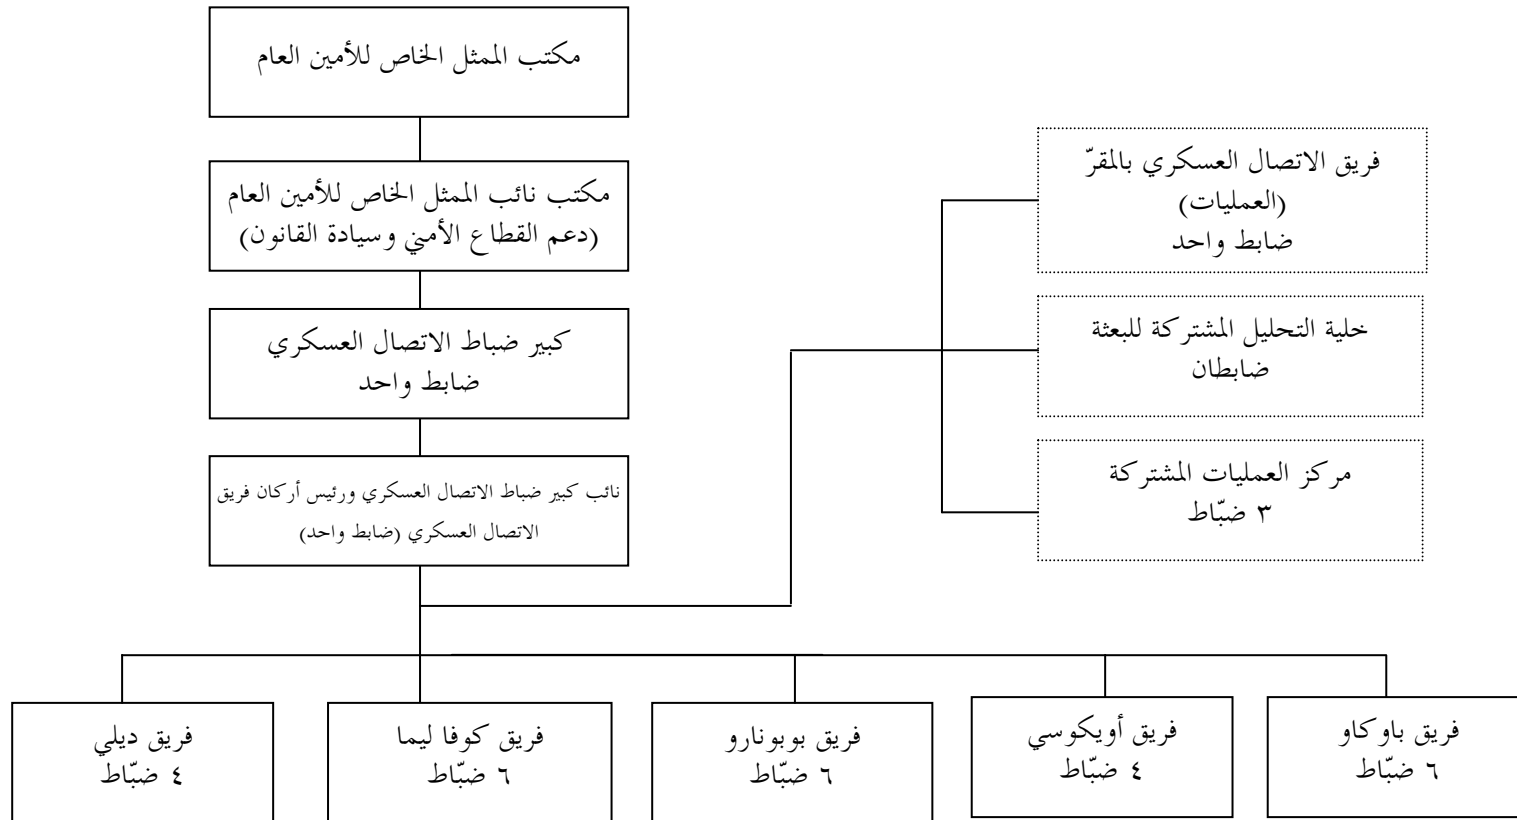 مكتب الممثل الخاص للأمين العام
مكتب نائب الممثل الخاص للأمين العام
(دعم القطاع الأمني وسيادة القانون)
كبير ضباط الاتصال العسكري
ضابط واحد
نائب كبير ضباط الاتصال العسكري ورئيس أركان فريق
الاتصال العسكري (ضابط واحد)
فريق الاتصال العسكري بالمقرّ
(العمليات)
ضابط واحد
خلية التحليل المشتركة للبعثة
ضابطان
مركز العمليات المشتركة
٣ ضبّاط
فريق باوكاو
٦ ضبّاط
فريق أويكوسي
٤ ضبّاط
فريق بوبونارو
٦ ضبّاط
فريق كوفا ليما
٦ ضبّاط
فريق ديلي
٤ ضبّاط